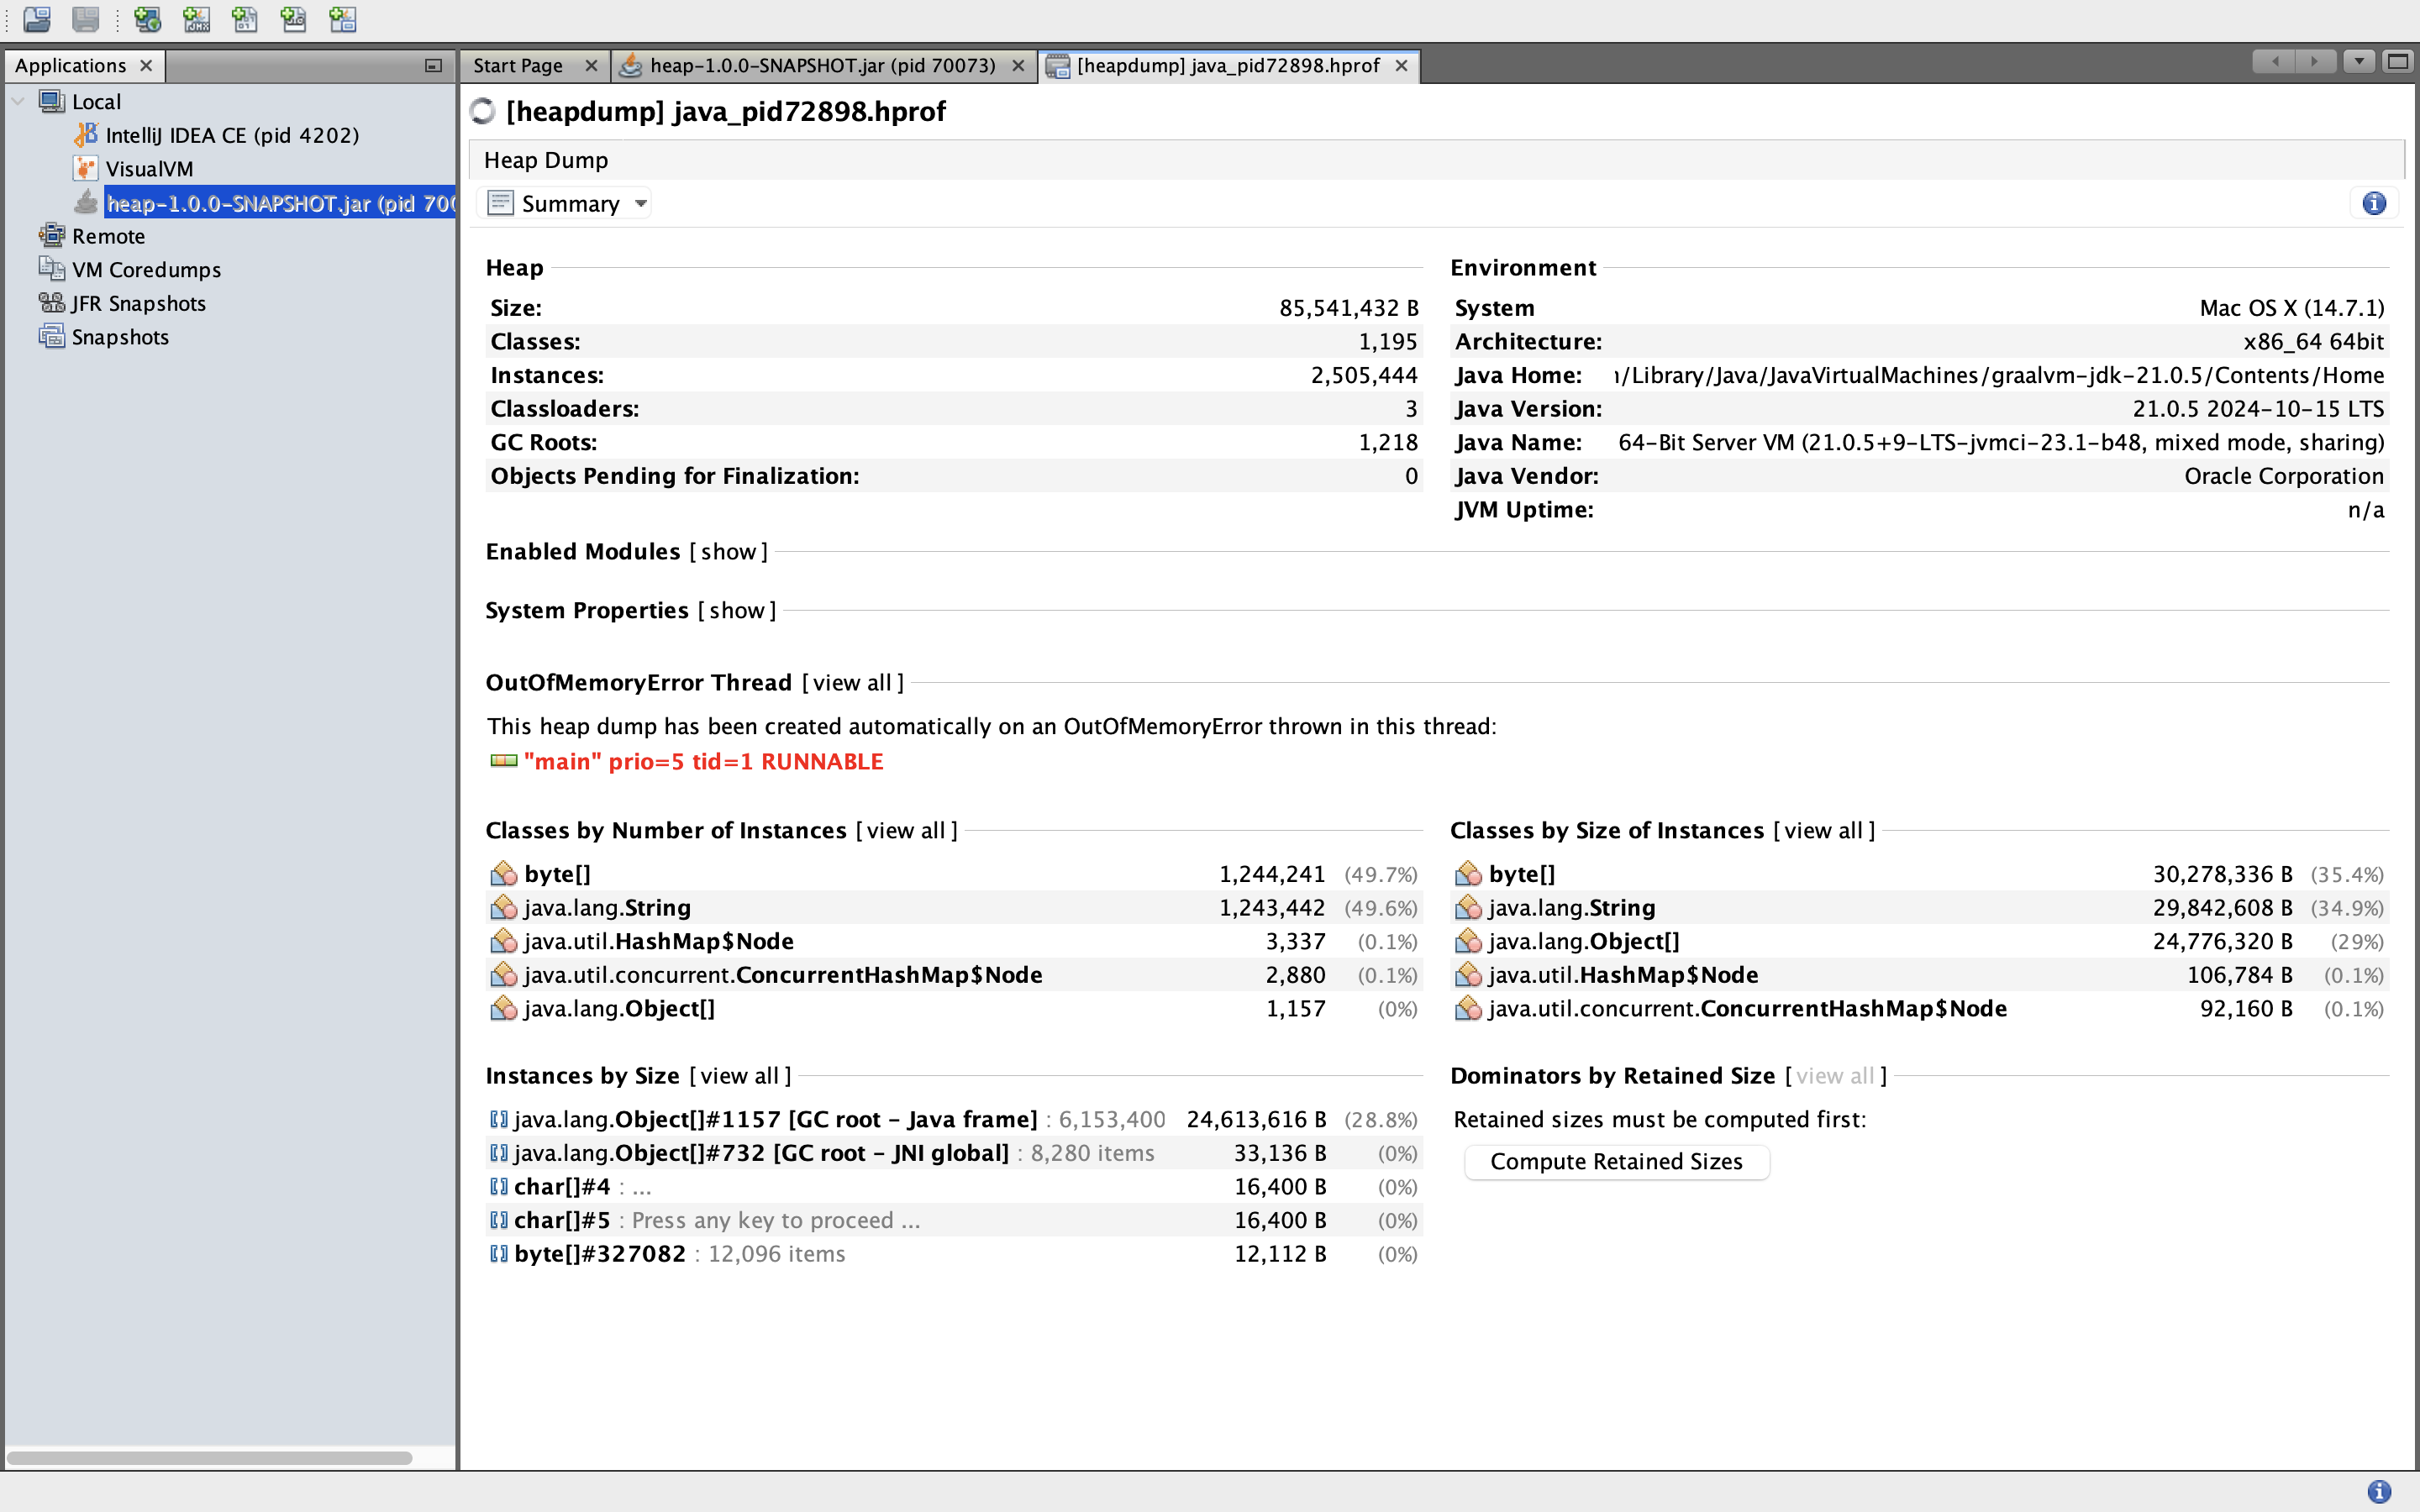 Applications
Start Page
heap-1.0.0-SNAPSHOT.jar (pid 70073)
[heapdump] java_pid72898.hprof
Local
IntelliJ IDEA CE (pid 4202)
VisualVM
heap-1.0.0-SNAPSHOT.jar (pid 700
Remote
VM Coredumps
JFR Snapshots
Snapshots
[heapdump] java_pid72898.hprof
Heap Dump
Summary
Heap
Size: 85,541,432 B
Classes: 1,195
Instances: 2,505,444
Classloaders: 3
GC Roots: 1,218
Objects Pending for Finalization: 0
Environment
System Mac OS X (14.7.1)
Architecture: x86_64 64bit
Java Home: /Library/Java/JavaVirtualMachines/graalvm-jdk-21.0.5/Contents/Home
Java Version: 21.0.5 2024-10-15 LTS
Java Name: 64-Bit Server VM (21.0.5+9-LTS-jvmci-23.1-b48, mixed mode, sharing)
Java Vendor: Oracle Corporation
JVM Uptime: n/a
Enabled Modules [show]
System Properties [show]
OutOfMemoryError Thread [view all]
This heap dump has been created automatically on an OutOfMemoryError thrown in this thread:
"main" prio=5 tid=1 RUNNABLE
Classes by Number of Instances [view all]
byte[] 1,244,241 (49.7%)
java.lang.String 1,243,442 (49.6%)
java.util.HashMap$Node 3,337 (0.1%)
java.util.concurrent.ConcurrentHashMap$Node 2,880 (0.1%)
java.lang.Object[] 1,157 (0%)
Classes by Size of Instances [view all]
byte[] 30,278,336 B (35.4%)
java.lang.String 29,842,608 B (34.9%)
java.lang.Object[] 24,776,320 B (29%)
java.util.HashMap$Node 106,784 B (0.1%)
java.util.concurrent.ConcurrentHashMap$Node 92,160 B (0.1%)
Instances by Size [view all]
java.lang.Object[]#1157 [GC root - Java frame] : 6,153,400 24,613,616 B (28.8%)
java.lang.Object[]#732 [GC root - JNI global] : 8,280 items 33,136 B (0%)
char[]#4 : ... 16,400 B (0%)
char[]#5 : Press any key to proceed ... 16,400 B (0%)
byte[]#327082 : 12,096 items 12,112 B (0%)
Dominators by Retained Size [view all]
Retained sizes must be computed first:
Compute Retained Sizes